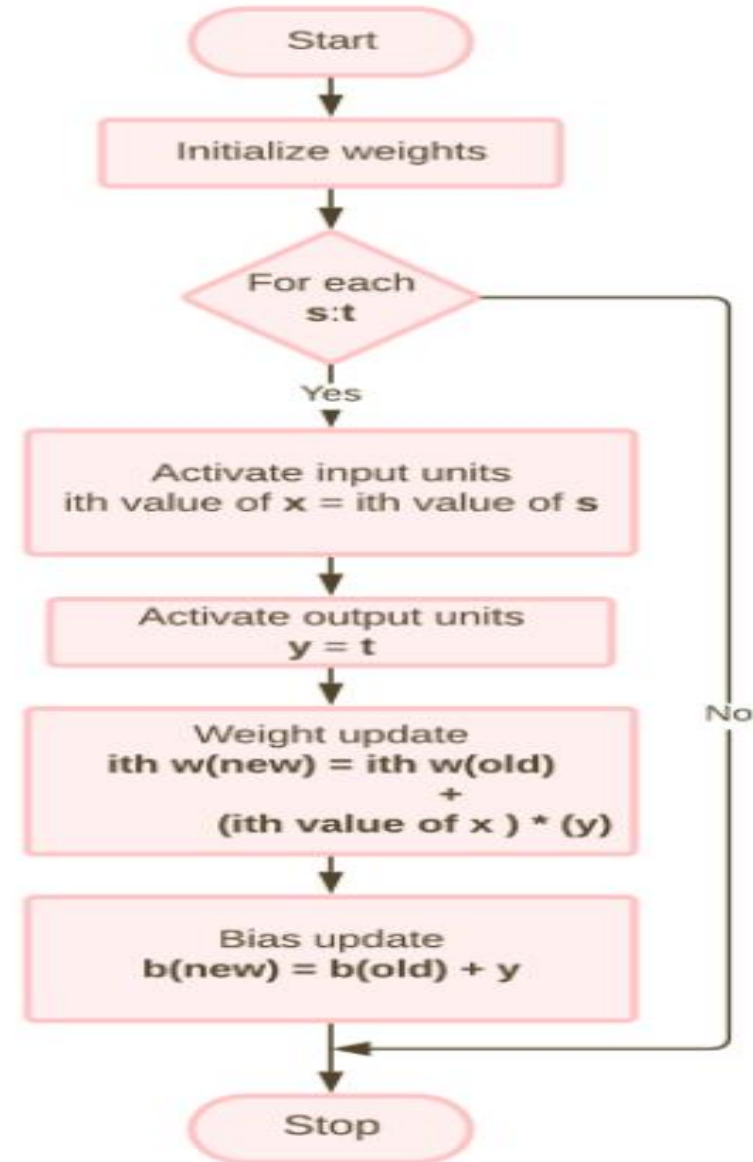 Start
Initialize weights
For each
s:t
Yes
Activate input units
ith value of x = ith value of s
Activate output units
y = t
Weight update
ith w(new) = ith w(old)
+
(ith value of x ) * (y)
No
Bias update
b(new) = b(old) + y
Stop